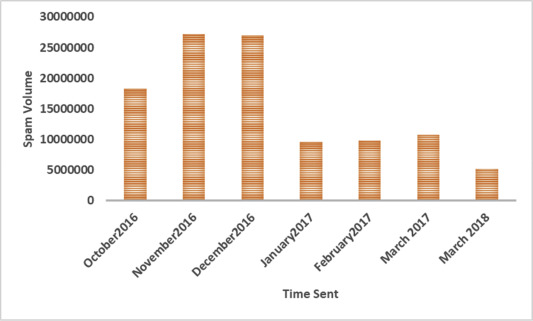 30000000
25000000
20000000
15000000
10000000
5000000
0
Spam Volume
October2016
November2016
December2016
January2017
February2017
March 2017
March 2018
Time Sent